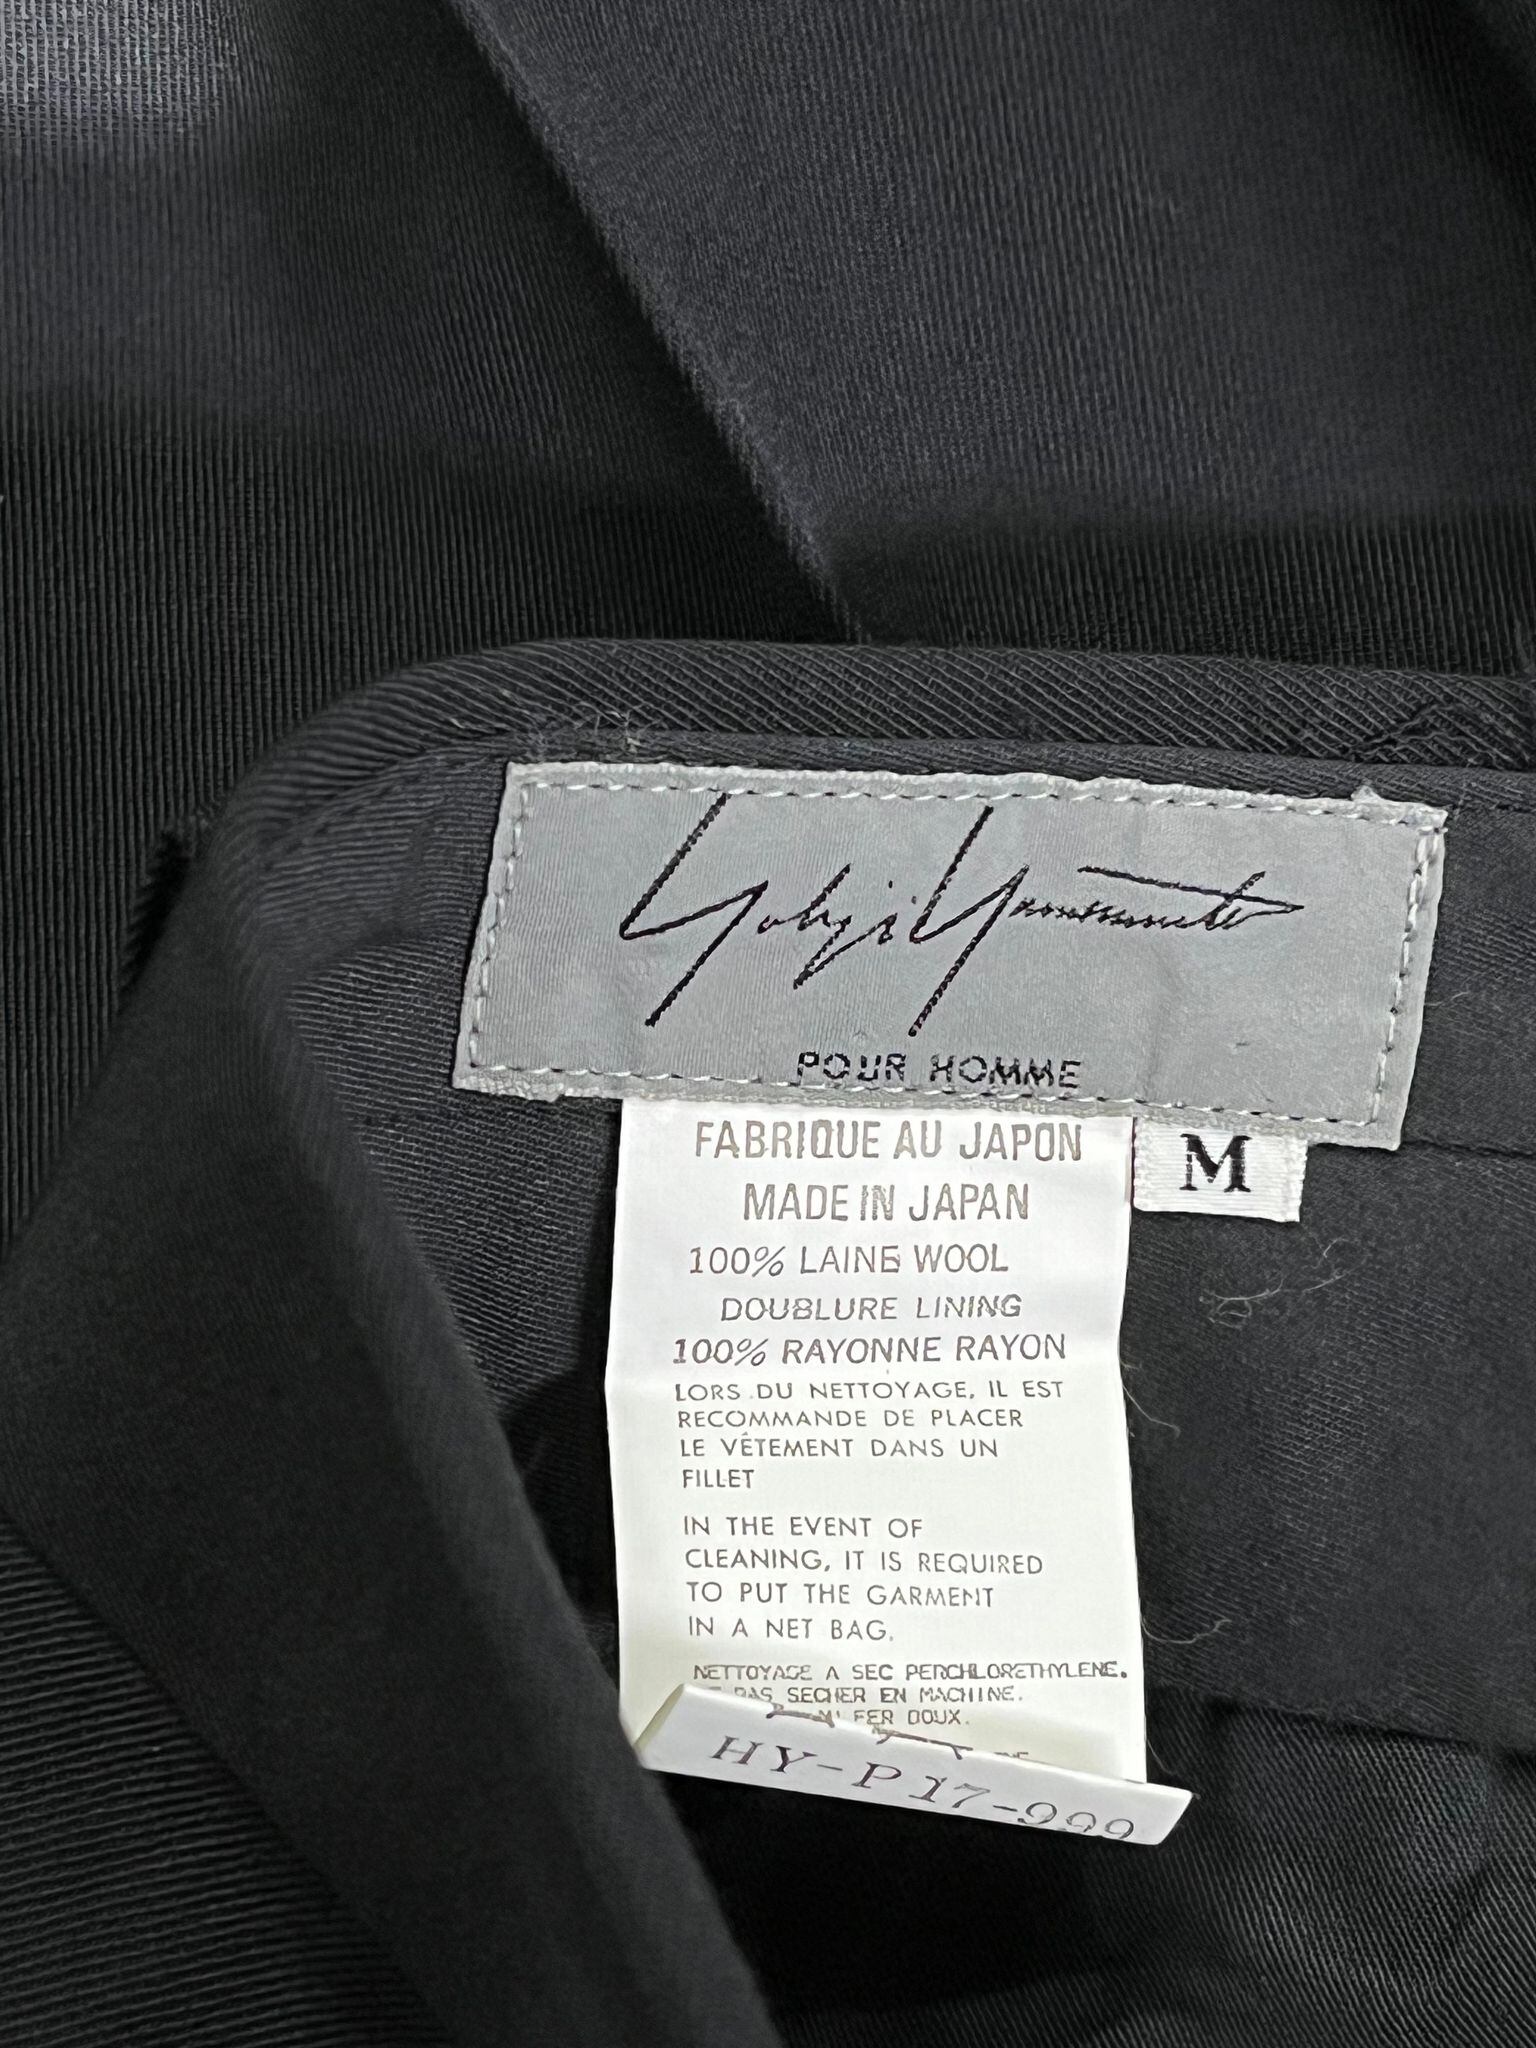 Yohji Yamamoto
POUR HOMME
M
FABRIQUE AU JAPON
MADE IN JAPAN
100% LAINE WOOL
DOUBLURE LINING
100% RAYONNE RAYON
LORS DU NETTOYAGE, IL EST
RECOMMANDE DE PLACER
LE VÊTEMENT DANS UN
FILLET
IN THE EVENT OF
CLEANING, IT IS REQUIRED
TO PUT THE GARMENT
IN A NET BAG.
NETTOYAGE A SEC PERCHLORETHYLENE.
PAS SECHER EN MACHINE.
FER DOUX.
HY-P17-999